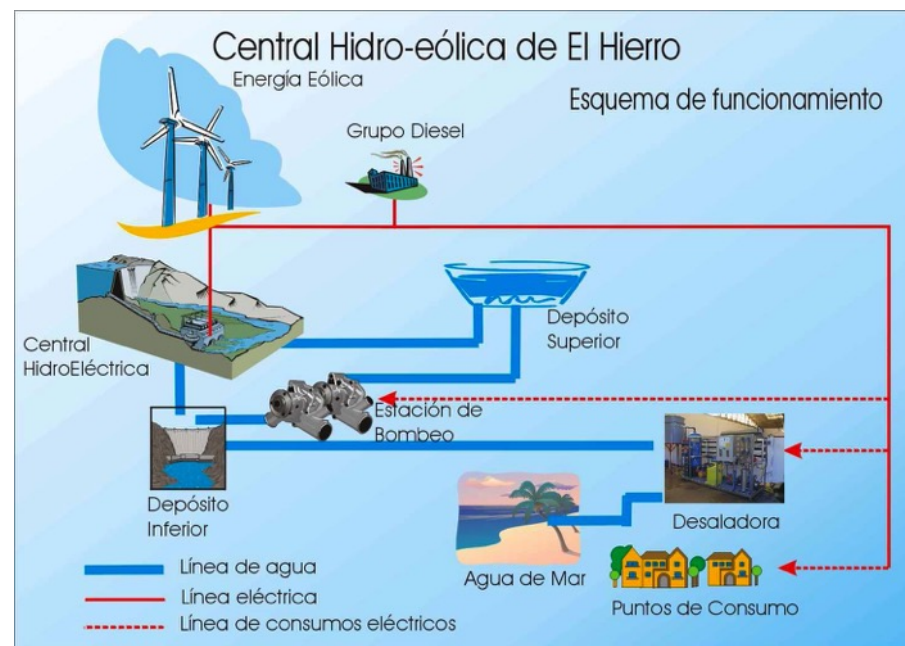 Central Hidro-eólica de El Hierro
Energía Eólica
Esquema de funcionamiento
Grupo Diesel
Depósito
Superior
Central
HidroEléctrica
Estación de
Bombeo
Depósito
Inferior
Desaladora
Agua de Mar
Puntos de Consumo
Línea de agua
Línea eléctrica
Línea de consumos eléctricos